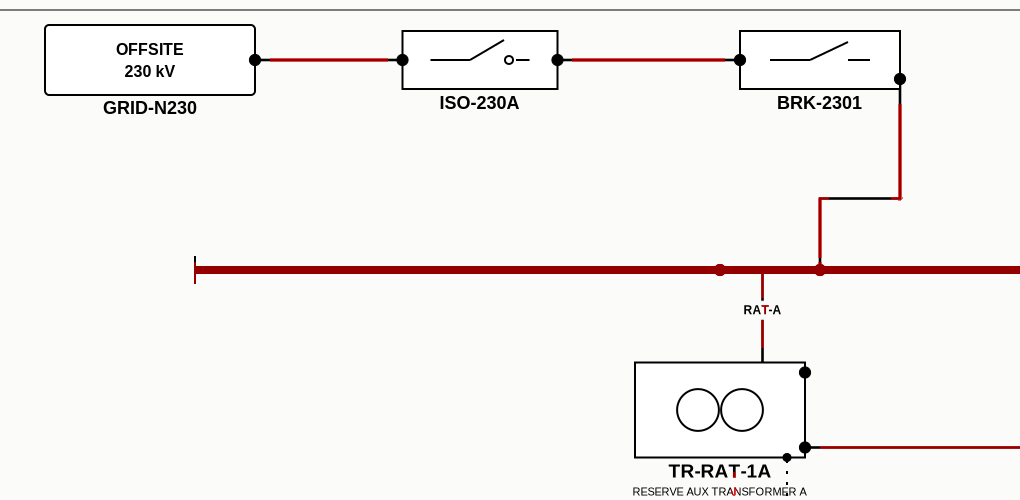 OFFSITE
230 kV
GRID-N230
ISO-230A
BRK-2301
RAT-A
TR-RAT-1A
RESERVE AUX TRANSFORMER A